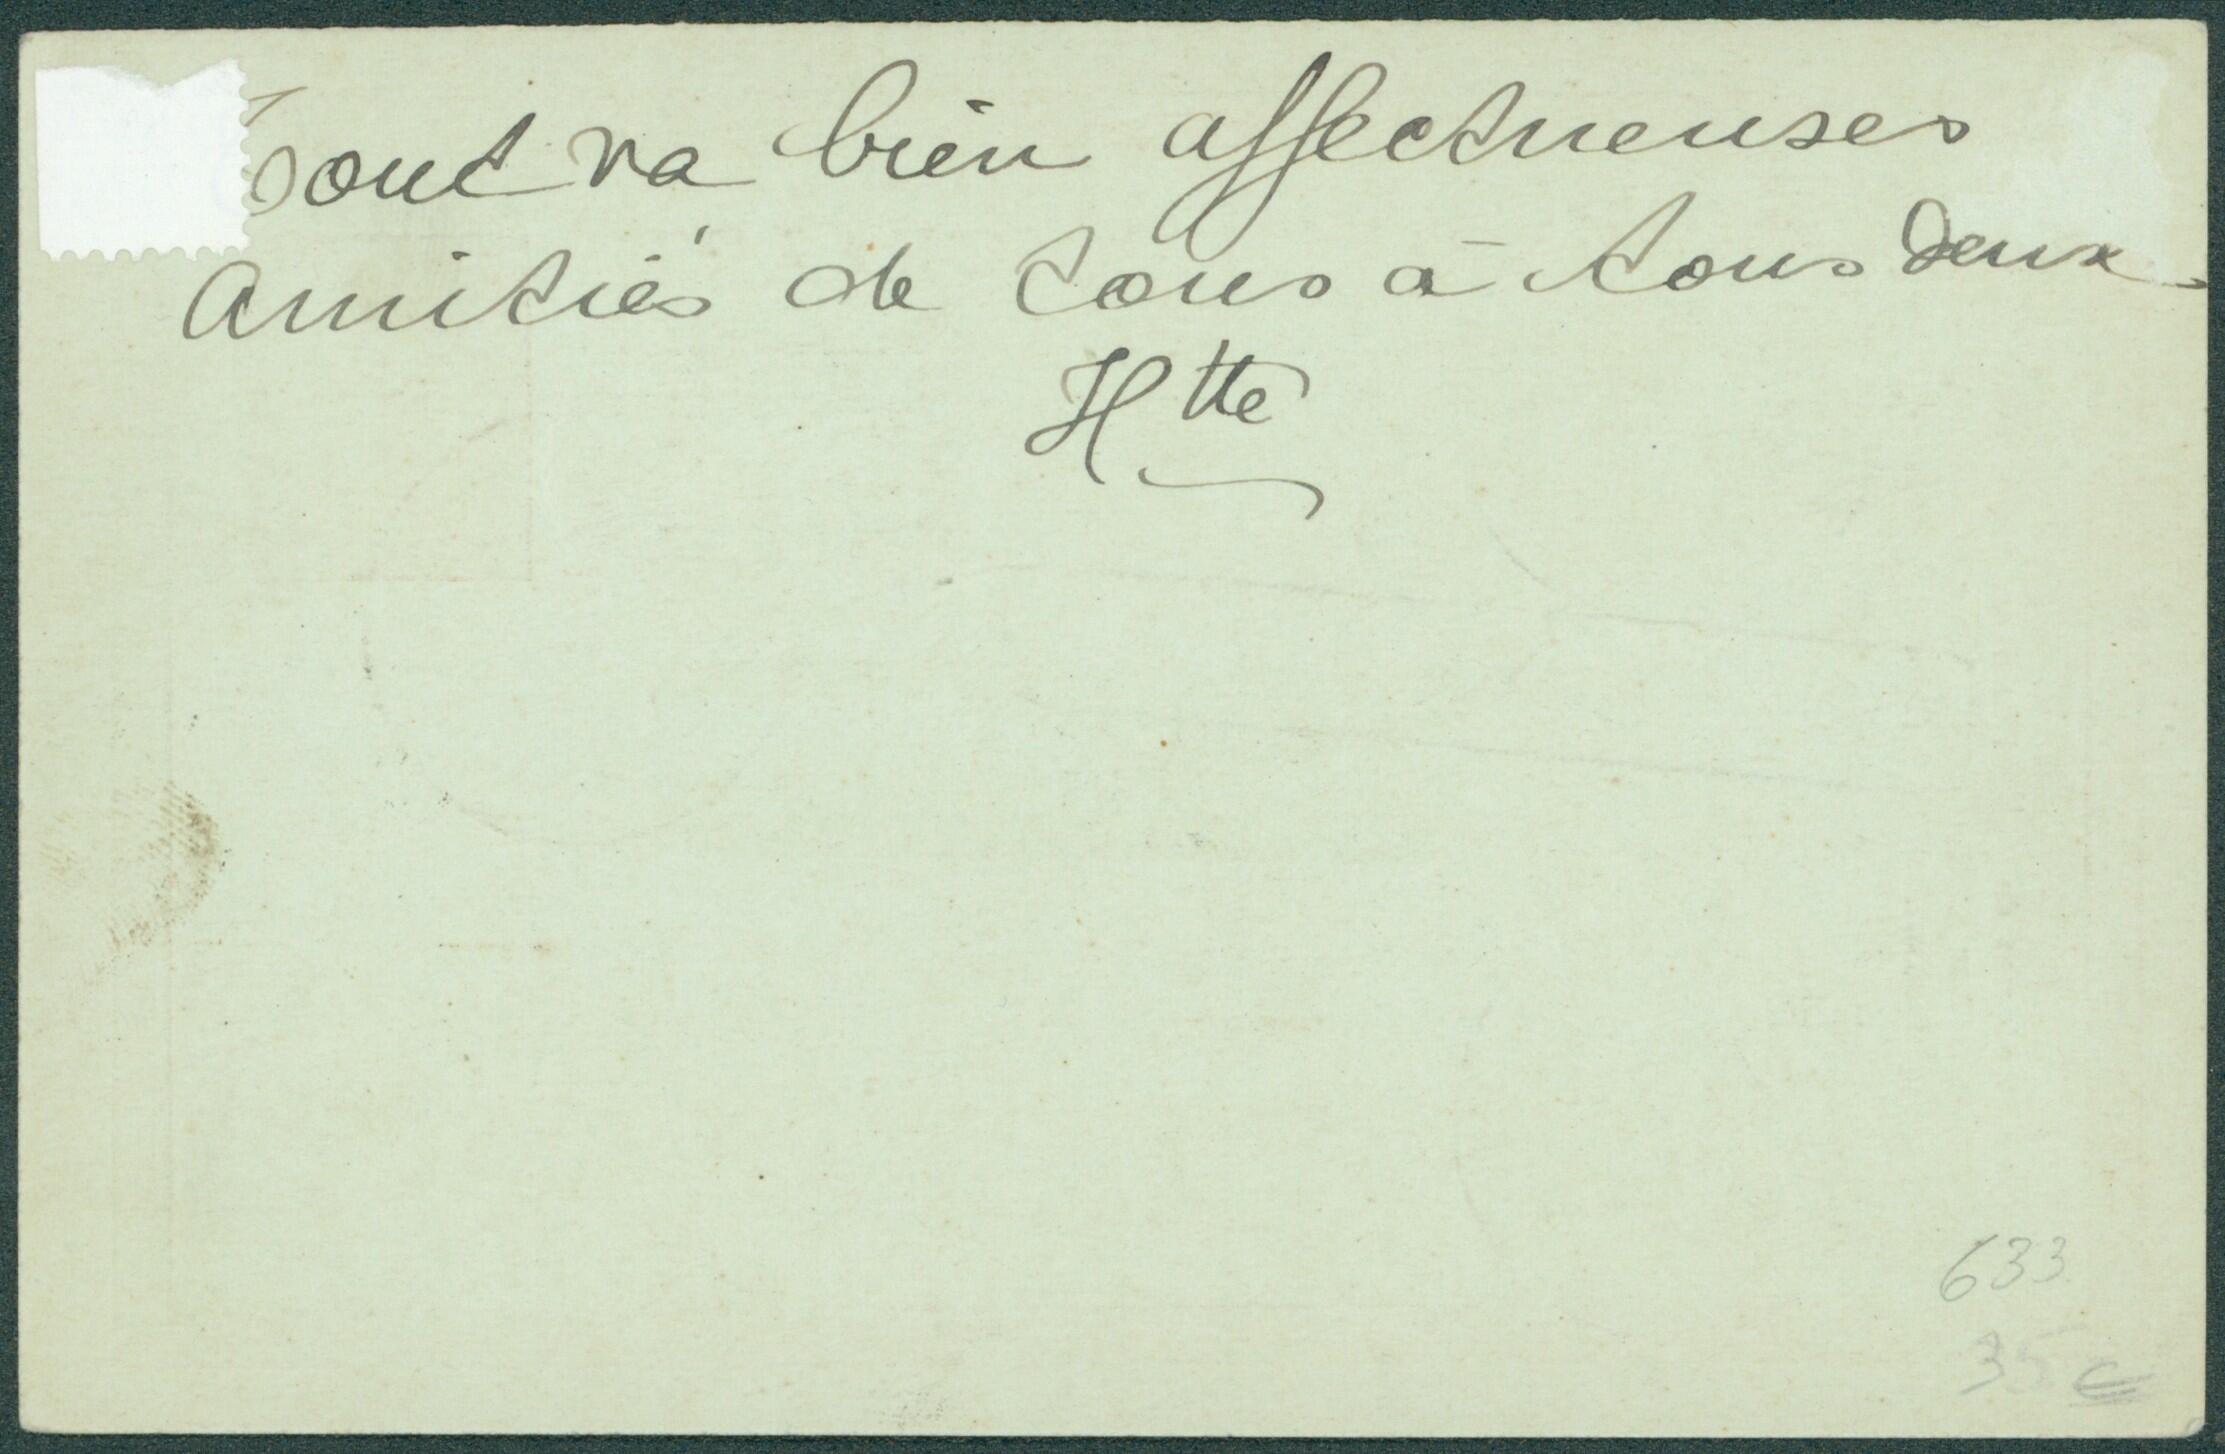 Tout va bien affectueuses
amitiés de tous à tous deux.
Htte
633
35 €